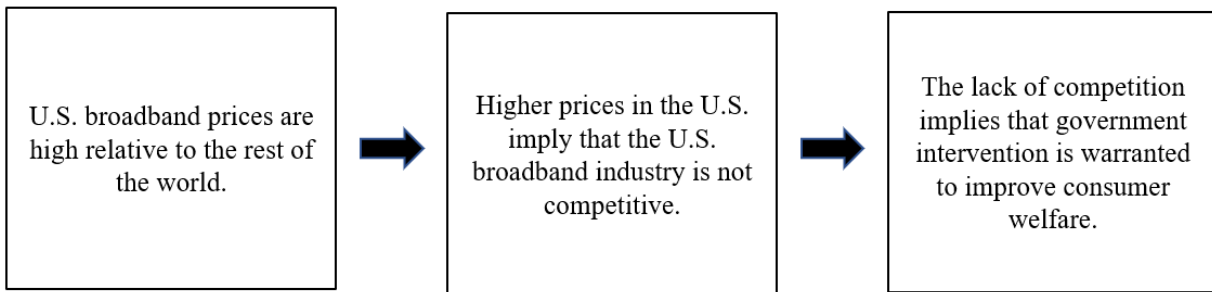 U.S. broadband prices are
high relative to the rest of
the world.
Higher prices in the U.S.
imply that the U.S.
broadband industry is not
competitive.
The lack of competition
implies that government
intervention is warranted
to improve consumer
welfare.